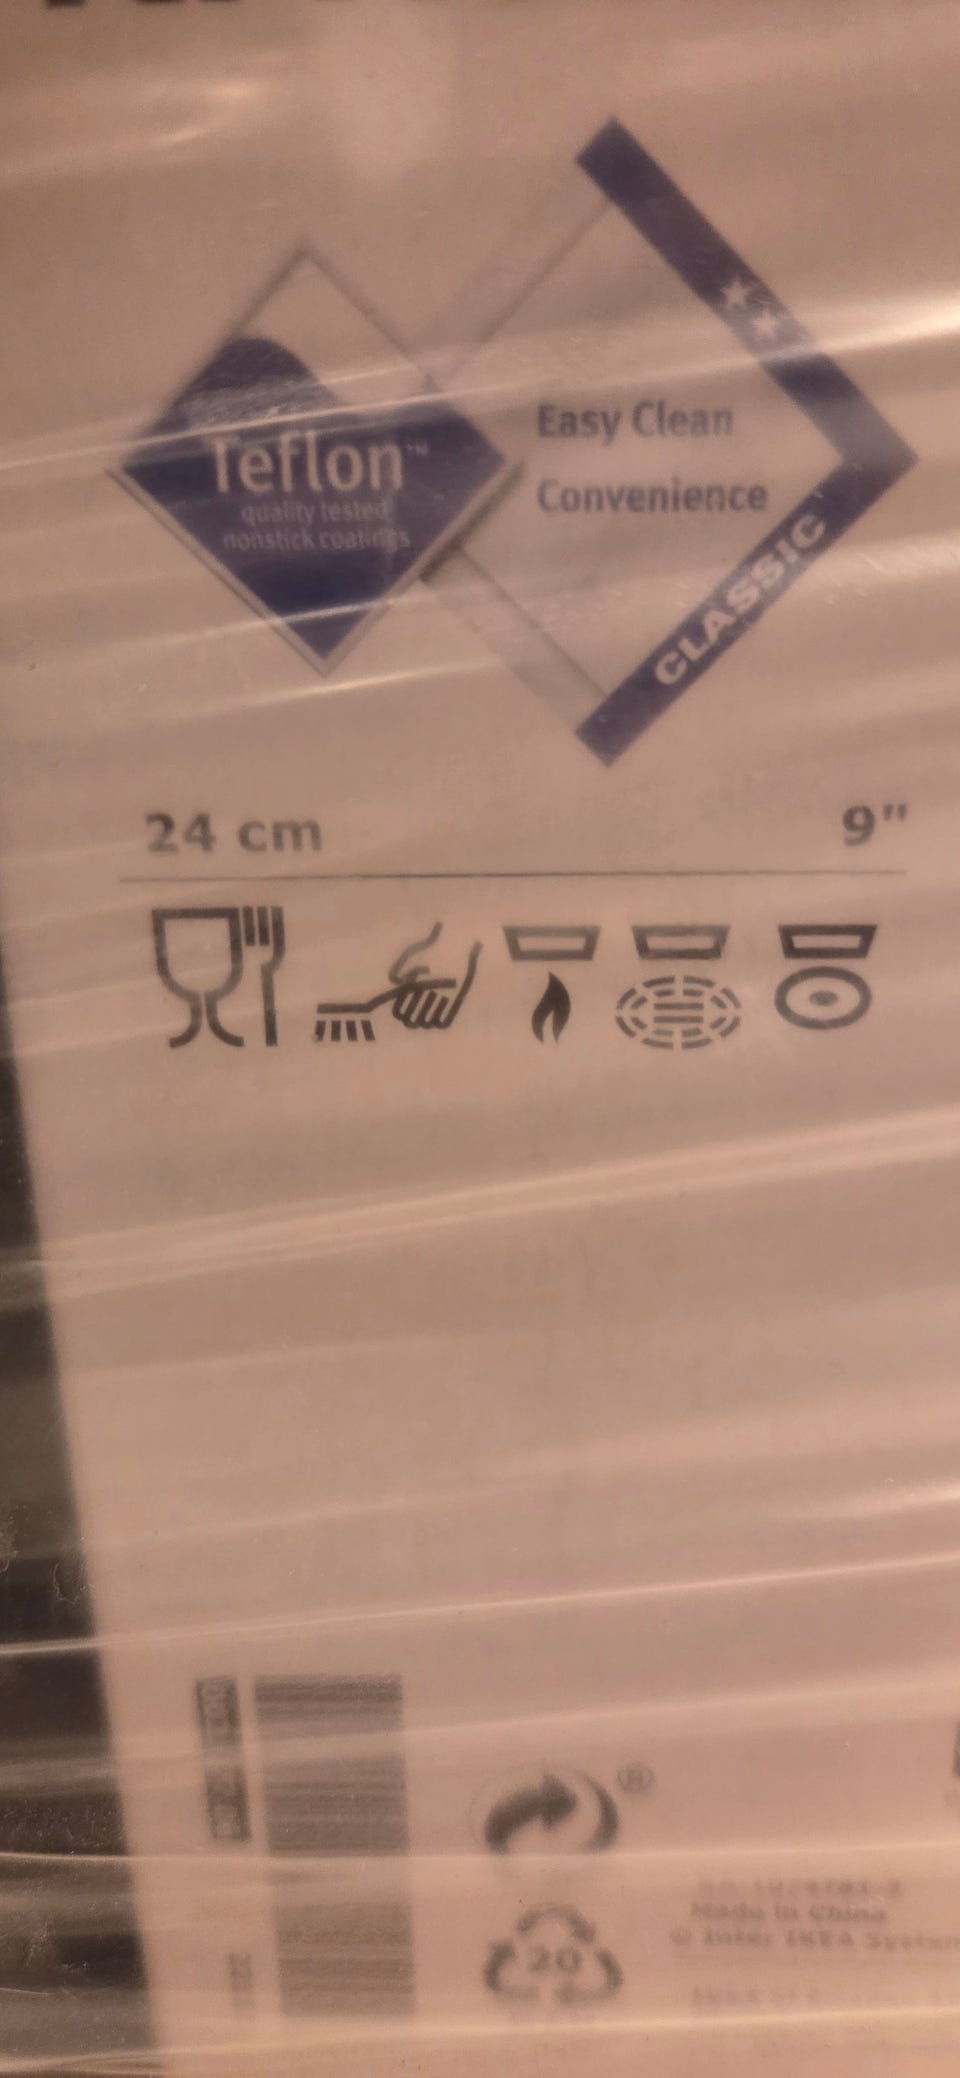 Teflon™
quality tested
nonstick coatings
Easy Clean
Convenience
CLASSIC
24 cm
9"
®
20
Made in China
© Inter IKEA Systems